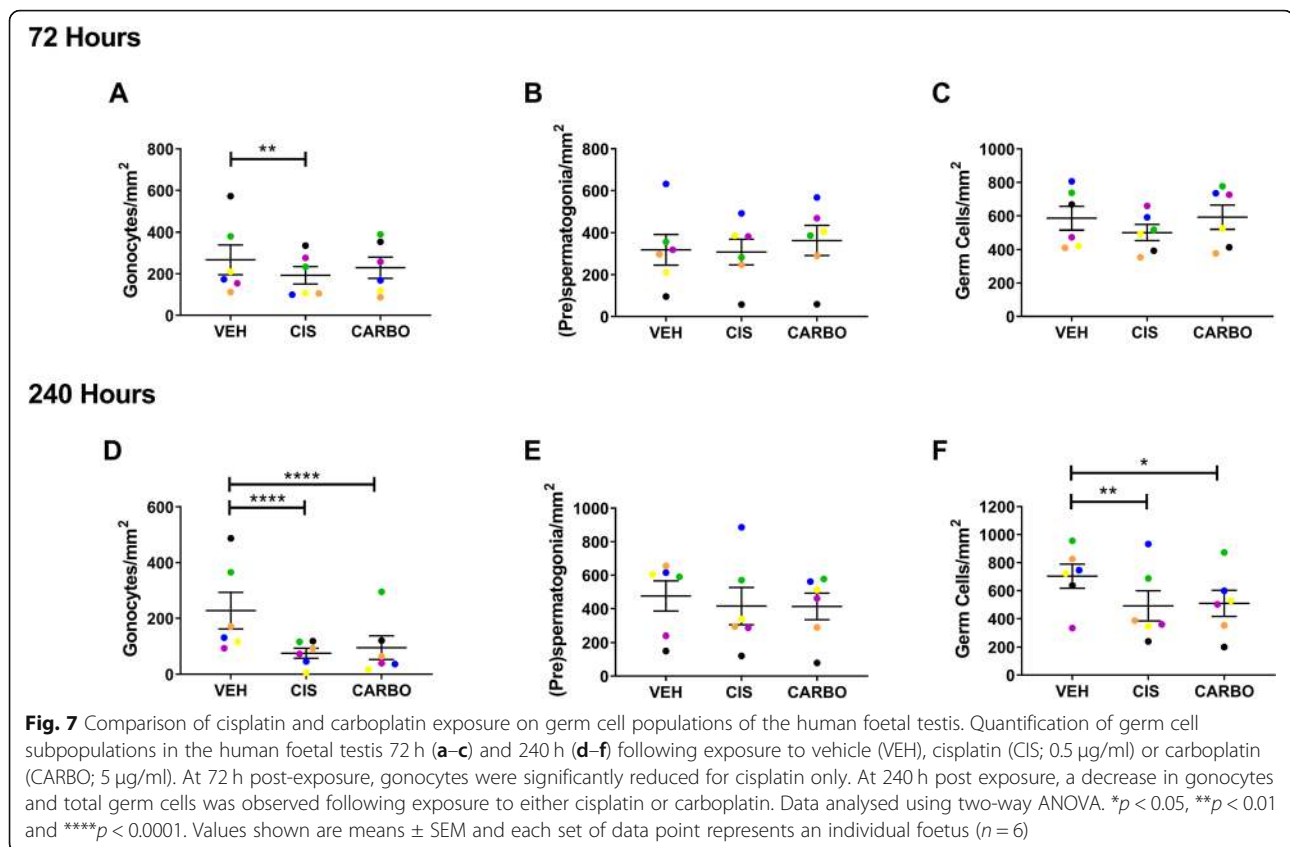 72 Hours
A
B
C
Gonocytes/mm²
800
600
400
200
0
**
VEH CIS CARBO
(Pre)spermatogonia/mm²
800
600
400
200
0
VEH CIS CARBO
Germ Cells/mm²
1000
800
600
400
200
0
VEH CIS CARBO
240 Hours
D
E
F
Gonocytes/mm²
600
400
200
0
****
****
VEH CIS CARBO
(Pre)spermatogonia/mm²
1000
800
600
400
200
0
VEH CIS CARBO
Germ Cells/mm²
1200
1000
800
600
400
200
0
*
**
VEH CIS CARBO
Fig. 7 Comparison of cisplatin and carboplatin exposure on germ cell populations of the human foetal testis. Quantification of germ cell
subpopulations in the human foetal testis 72 h (a–c) and 240 h (d–f) following exposure to vehicle (VEH), cisplatin (CIS; 0.5 μg/ml) or carboplatin
(CARBO; 5 μg/ml). At 72 h post-exposure, gonocytes were significantly reduced for cisplatin only. At 240 h post exposure, a decrease in gonocytes
and total germ cells was observed following exposure to either cisplatin or carboplatin. Data analysed using two-way ANOVA. *p < 0.05, **p < 0.01
and ****p < 0.0001. Values shown are means ± SEM and each set of data point represents an individual foetus (n = 6)